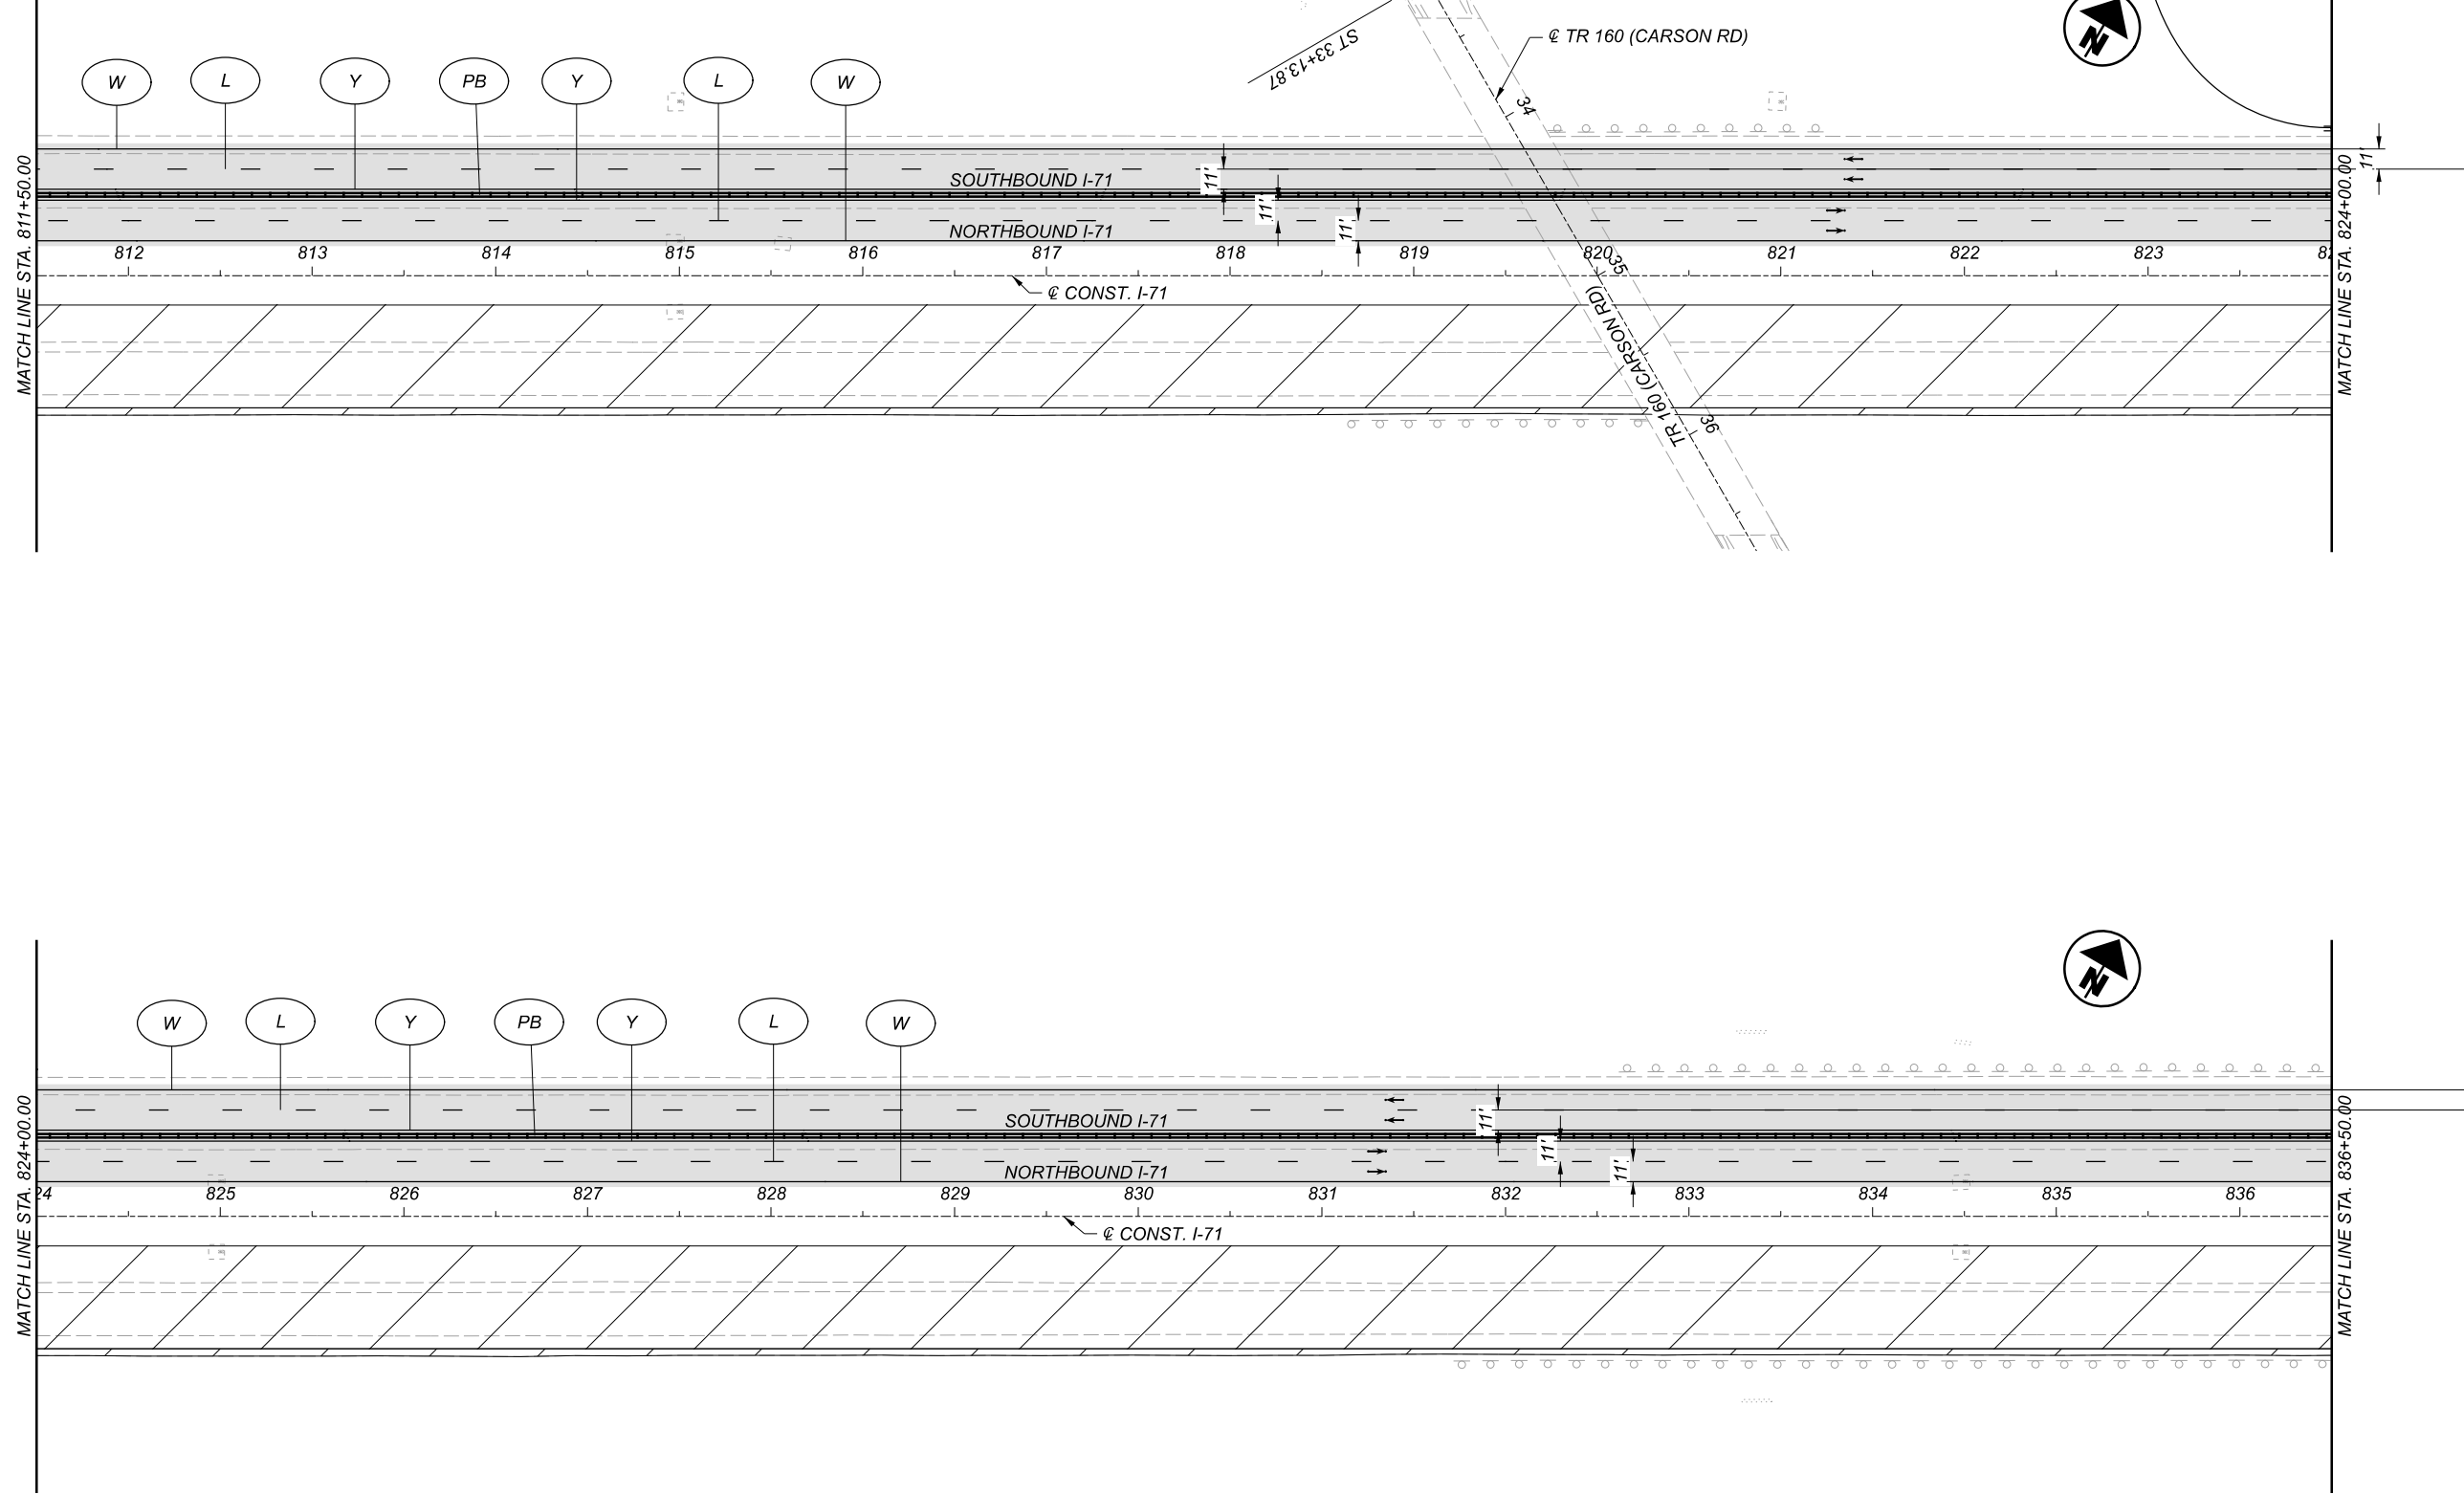 ST 33+13.87
℄ TR 160 (CARSON RD)
N
W L Y PB Y L W
34
MATCH LINE STA. 811+50.00
SOUTHBOUND I-71
11'
11'
11'
11'
NORTHBOUND I-71
MATCH LINE STA. 824+00.00
812 813 814 815 816 817 818 819 820 821 822 823 82
35
℄ CONST. I-71
TR 160 (CARSON RD)
36
N
W L Y PB Y L W
MATCH LINE STA. 824+00.00
SOUTHBOUND I-71
11'
11'
11'
NORTHBOUND I-71
MATCH LINE STA. 836+50.00
24 825 826 827 828 829 830 831 832 833 834 835 836
℄ CONST. I-71